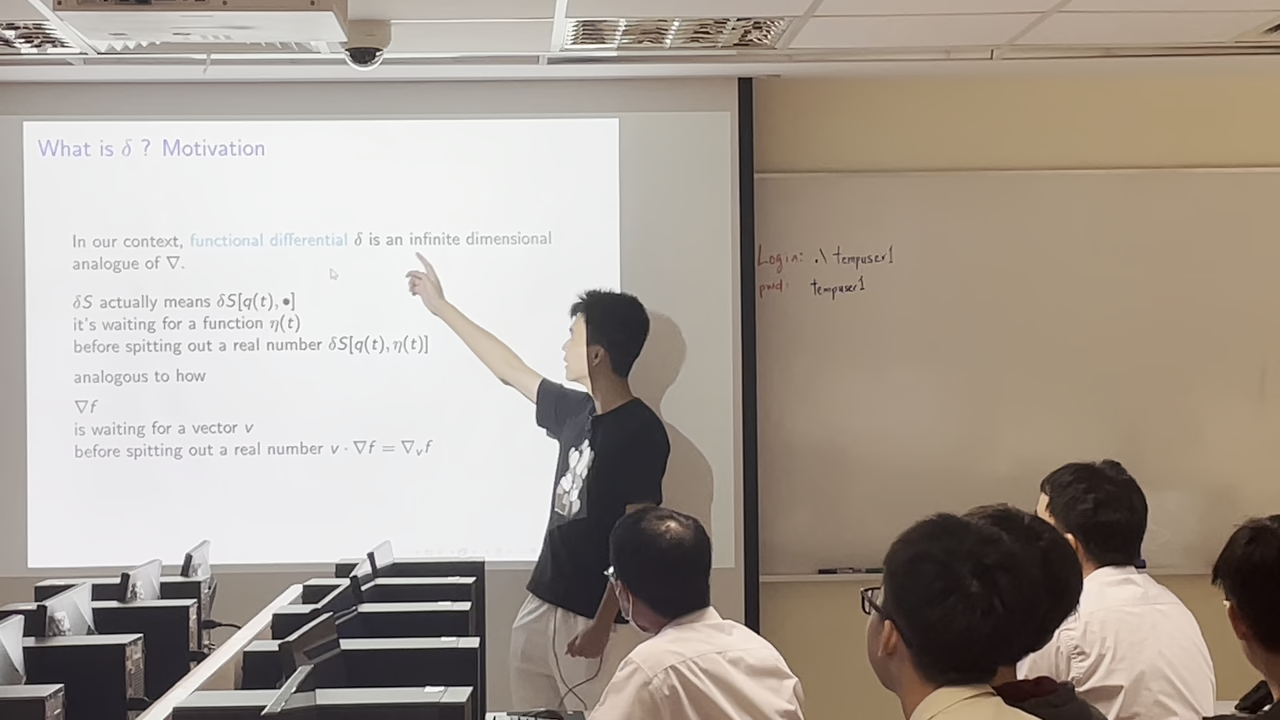 What is δ ? Motivation
In our context, functional differential δ is an infinite dimensional
analogue of ∇.
δS actually means δS[q(t), •]
it's waiting for a function η(t)
before spitting out a real number δS[q(t), η(t)]
analogous to how
∇f
is waiting for a vector v
before spitting out a real number v · ∇f = ∇ᵥf
Login: .\ tempuser1
pwd: tempuser1